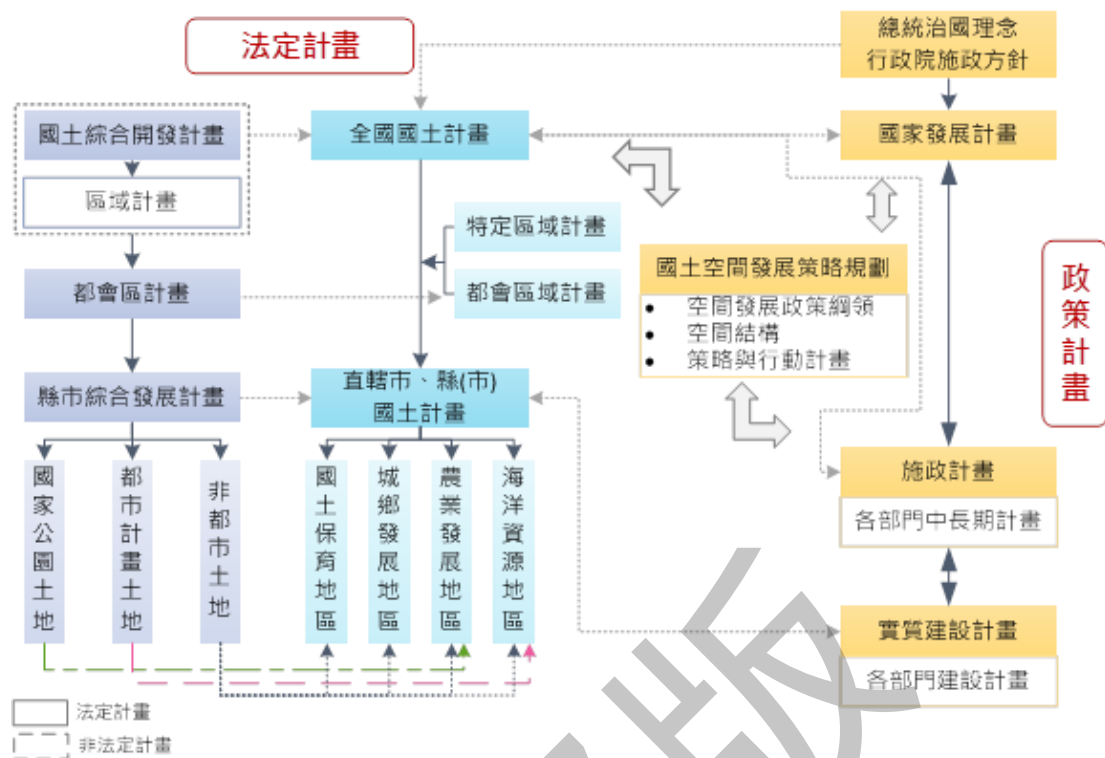 法定計畫
總統治國理念
行政院施政方針
國土綜合開發計畫
全國國土計畫
國家發展計畫
區域計畫
特定區域計畫
都會區計畫
都會區域計畫
國土空間發展策略規劃
• 空間發展政策綱領
• 空間結構
• 策略與行動計畫
政策計畫
縣市綜合發展計畫
直轄市、縣(市)
國土計畫
國家公園土地
都市計畫土地
非都市土地
國土保育地區
城鄉發展地區
農業發展地區
海洋資源地區
施政計畫
各部門中長期計畫
實質建設計畫
各部門建設計畫
法定計畫
非法定計畫
版